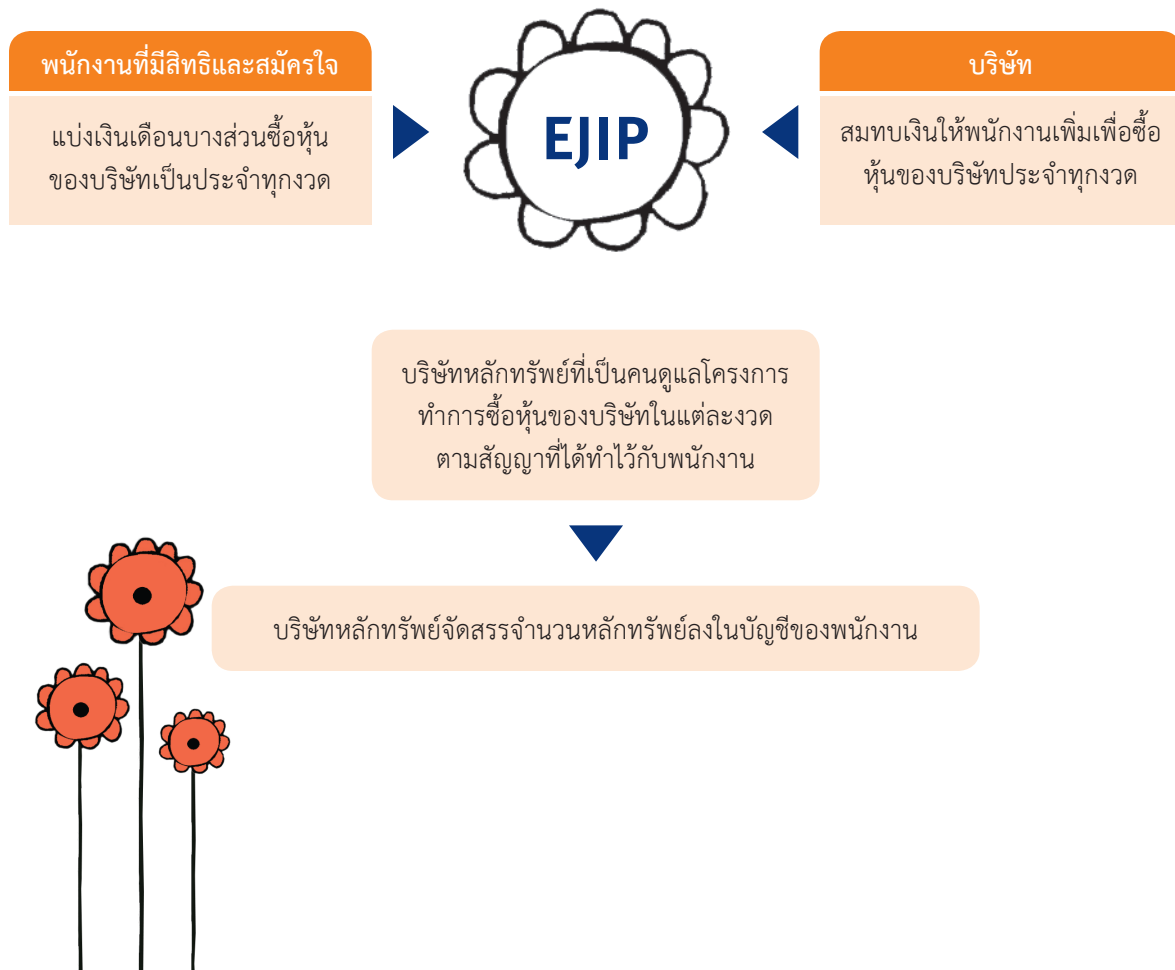 พนักงานที่มีสิทธิและสมัครใจ
แบ่งเงินเดือนบางส่วนซื้อหุ้น
ของบริษัทเป็นประจำทุกงวด
EJIP
บริษัท
สมทบเงินให้พนักงานเพิ่มเพื่อซื้อ
หุ้นของบริษัทประจำทุกงวด
บริษัทหลักทรัพย์ที่เป็นคนดูแลโครงการ
ทำการซื้อหุ้นของบริษัทในแต่ละงวด
ตามสัญญาที่ได้ทำไว้กับพนักงาน
บริษัทหลักทรัพย์จัดสรรจำนวนหลักทรัพย์ลงในบัญชีของพนักงาน